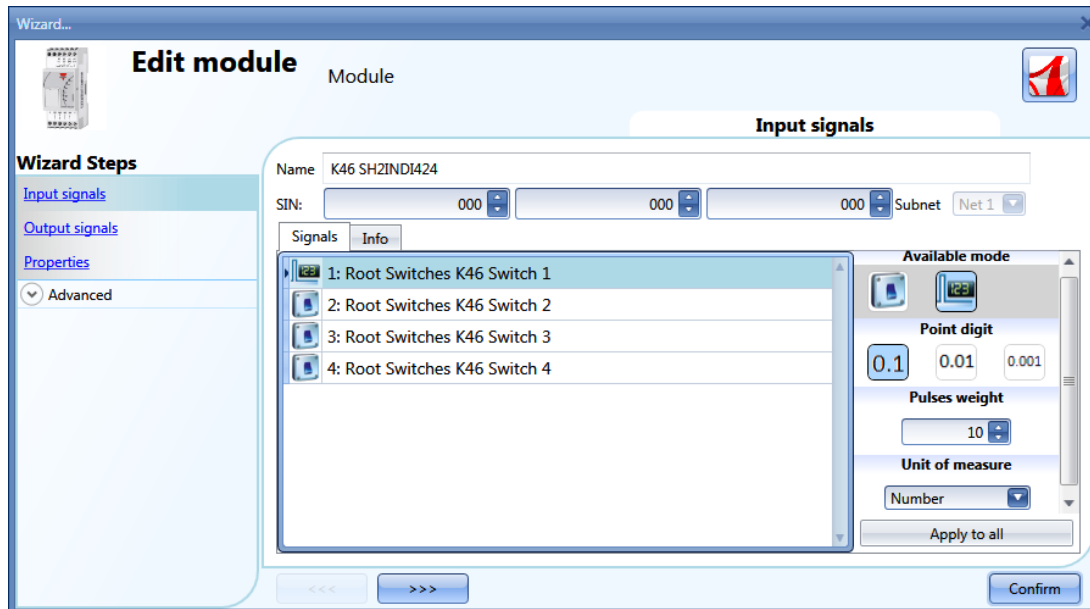 Wizard...
Edit module
Module
Input signals
Wizard Steps
Input signals
Output signals
Properties
Advanced
Name K46 SH2INDI424
SIN: 000 000 000 Subnet Net 1
Signals Info
1: Root Switches K46 Switch 1
2: Root Switches K46 Switch 2
3: Root Switches K46 Switch 3
4: Root Switches K46 Switch 4
Available mode
123
123
Point digit
0.1 0.01 0.001
Pulses weight
10
Unit of measure
Number
Apply to all
<<< >>> Confirm